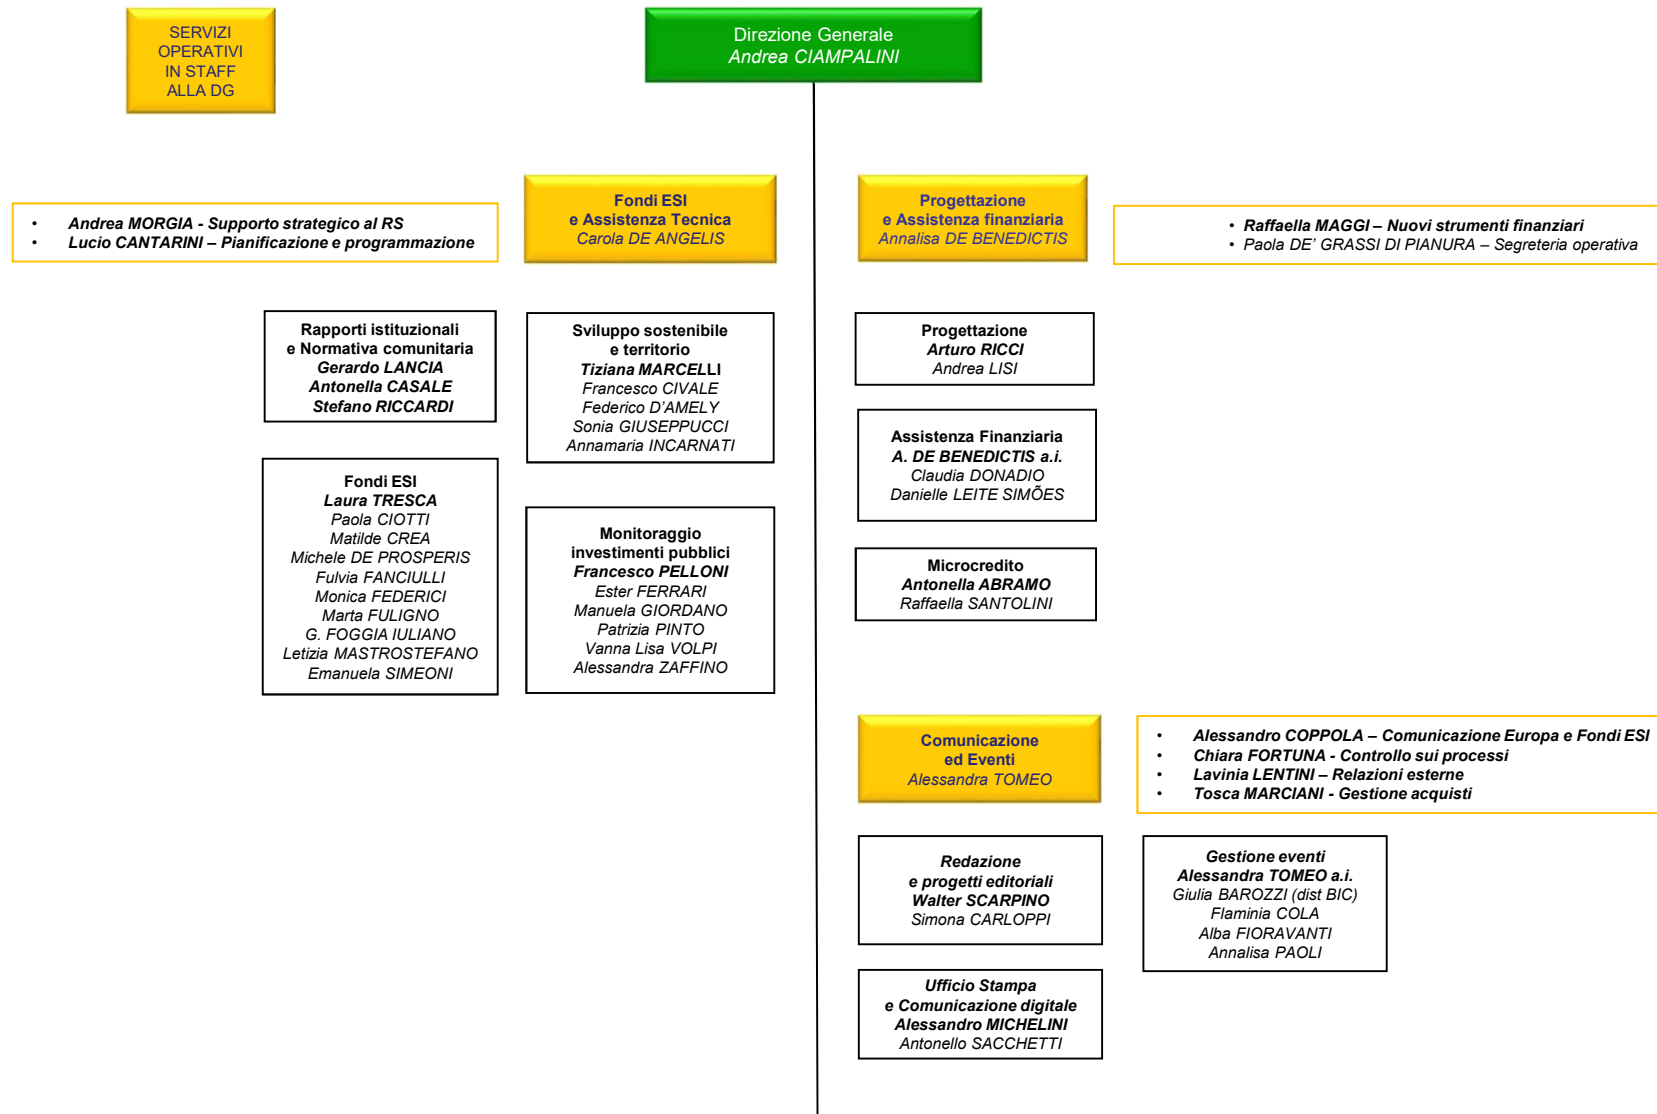 SERVIZI
OPERATIVI
IN STAFF
ALLA DG
Direzione Generale
Andrea CIAMPALINI
• Andrea MORGIA - Supporto strategico al RS
• Lucio CANTARINI – Pianificazione e programmazione
Fondi ESI
e Assistenza Tecnica
Carola DE ANGELIS
Progettazione
e Assistenza finanziaria
Annalisa DE BENEDICTIS
• Raffaella MAGGI – Nuovi strumenti finanziari
• Paola DE’ GRASSI DI PIANURA – Segreteria operativa
Rapporti istituzionali
e Normativa comunitaria
Gerardo LANCIA
Antonella CASALE
Stefano RICCARDI
Sviluppo sostenibile
e territorio
Tiziana MARCELLI
Francesco CIVALE
Federico D’AMELY
Sonia GIUSEPPUCCI
Annamaria INCARNATI
Progettazione
Arturo RICCI
Andrea LISI
Assistenza Finanziaria
A. DE BENEDICTIS a.i.
Claudia DONADIO
Danielle LEITE SIMÕES
Fondi ESI
Laura TRESCA
Paola CIOTTI
Matilde CREA
Michele DE PROSPERIS
Fulvia FANCIULLI
Monica FEDERICI
Marta FULIGNO
G. FOGGIA IULIANO
Letizia MASTROSTEFANO
Emanuela SIMEONI
Monitoraggio
investimenti pubblici
Francesco PELLONI
Ester FERRARI
Manuela GIORDANO
Patrizia PINTO
Vanna Lisa VOLPI
Alessandra ZAFFINO
Microcredito
Antonella ABRAMO
Raffaella SANTOLINI
Comunicazione
ed Eventi
Alessandra TOMEO
• Alessandro COPPOLA – Comunicazione Europa e Fondi ESI
• Chiara FORTUNA - Controllo sui processi
• Lavinia LENTINI – Relazioni esterne
• Tosca MARCIANI - Gestione acquisti
Redazione
e progetti editoriali
Walter SCARPINO
Simona CARLOPPI
Gestione eventi
Alessandra TOMEO a.i.
Giulia BAROZZI (dist BIC)
Flaminia COLA
Alba FIORAVANTI
Annalisa PAOLI
Ufficio Stampa
e Comunicazione digitale
Alessandro MICHELINI
Antonello SACCHETTI